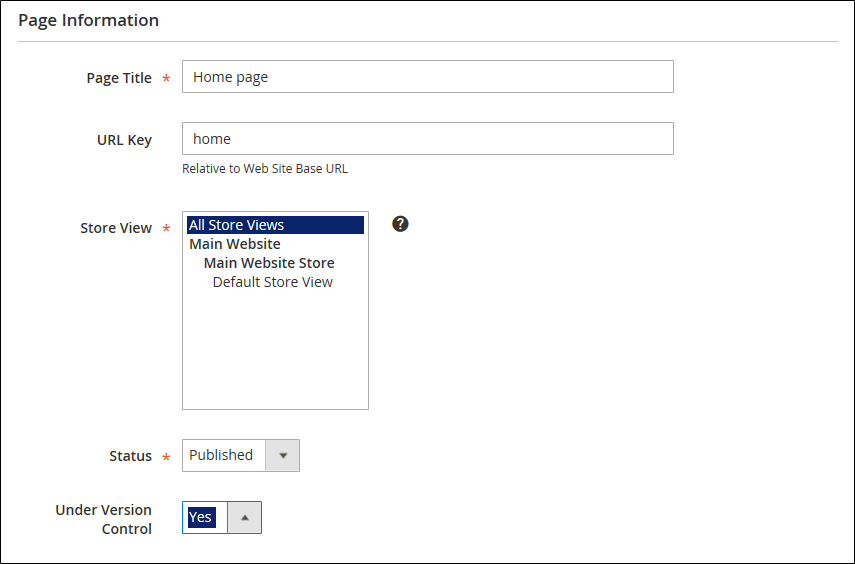 Page Information
Page Title *
Home page
URL Key
home
Relative to Web Site Base URL
Store View *
All Store Views
Main Website
Main Website Store
Default Store View
?
Status *
Published
Under Version
Control
Yes